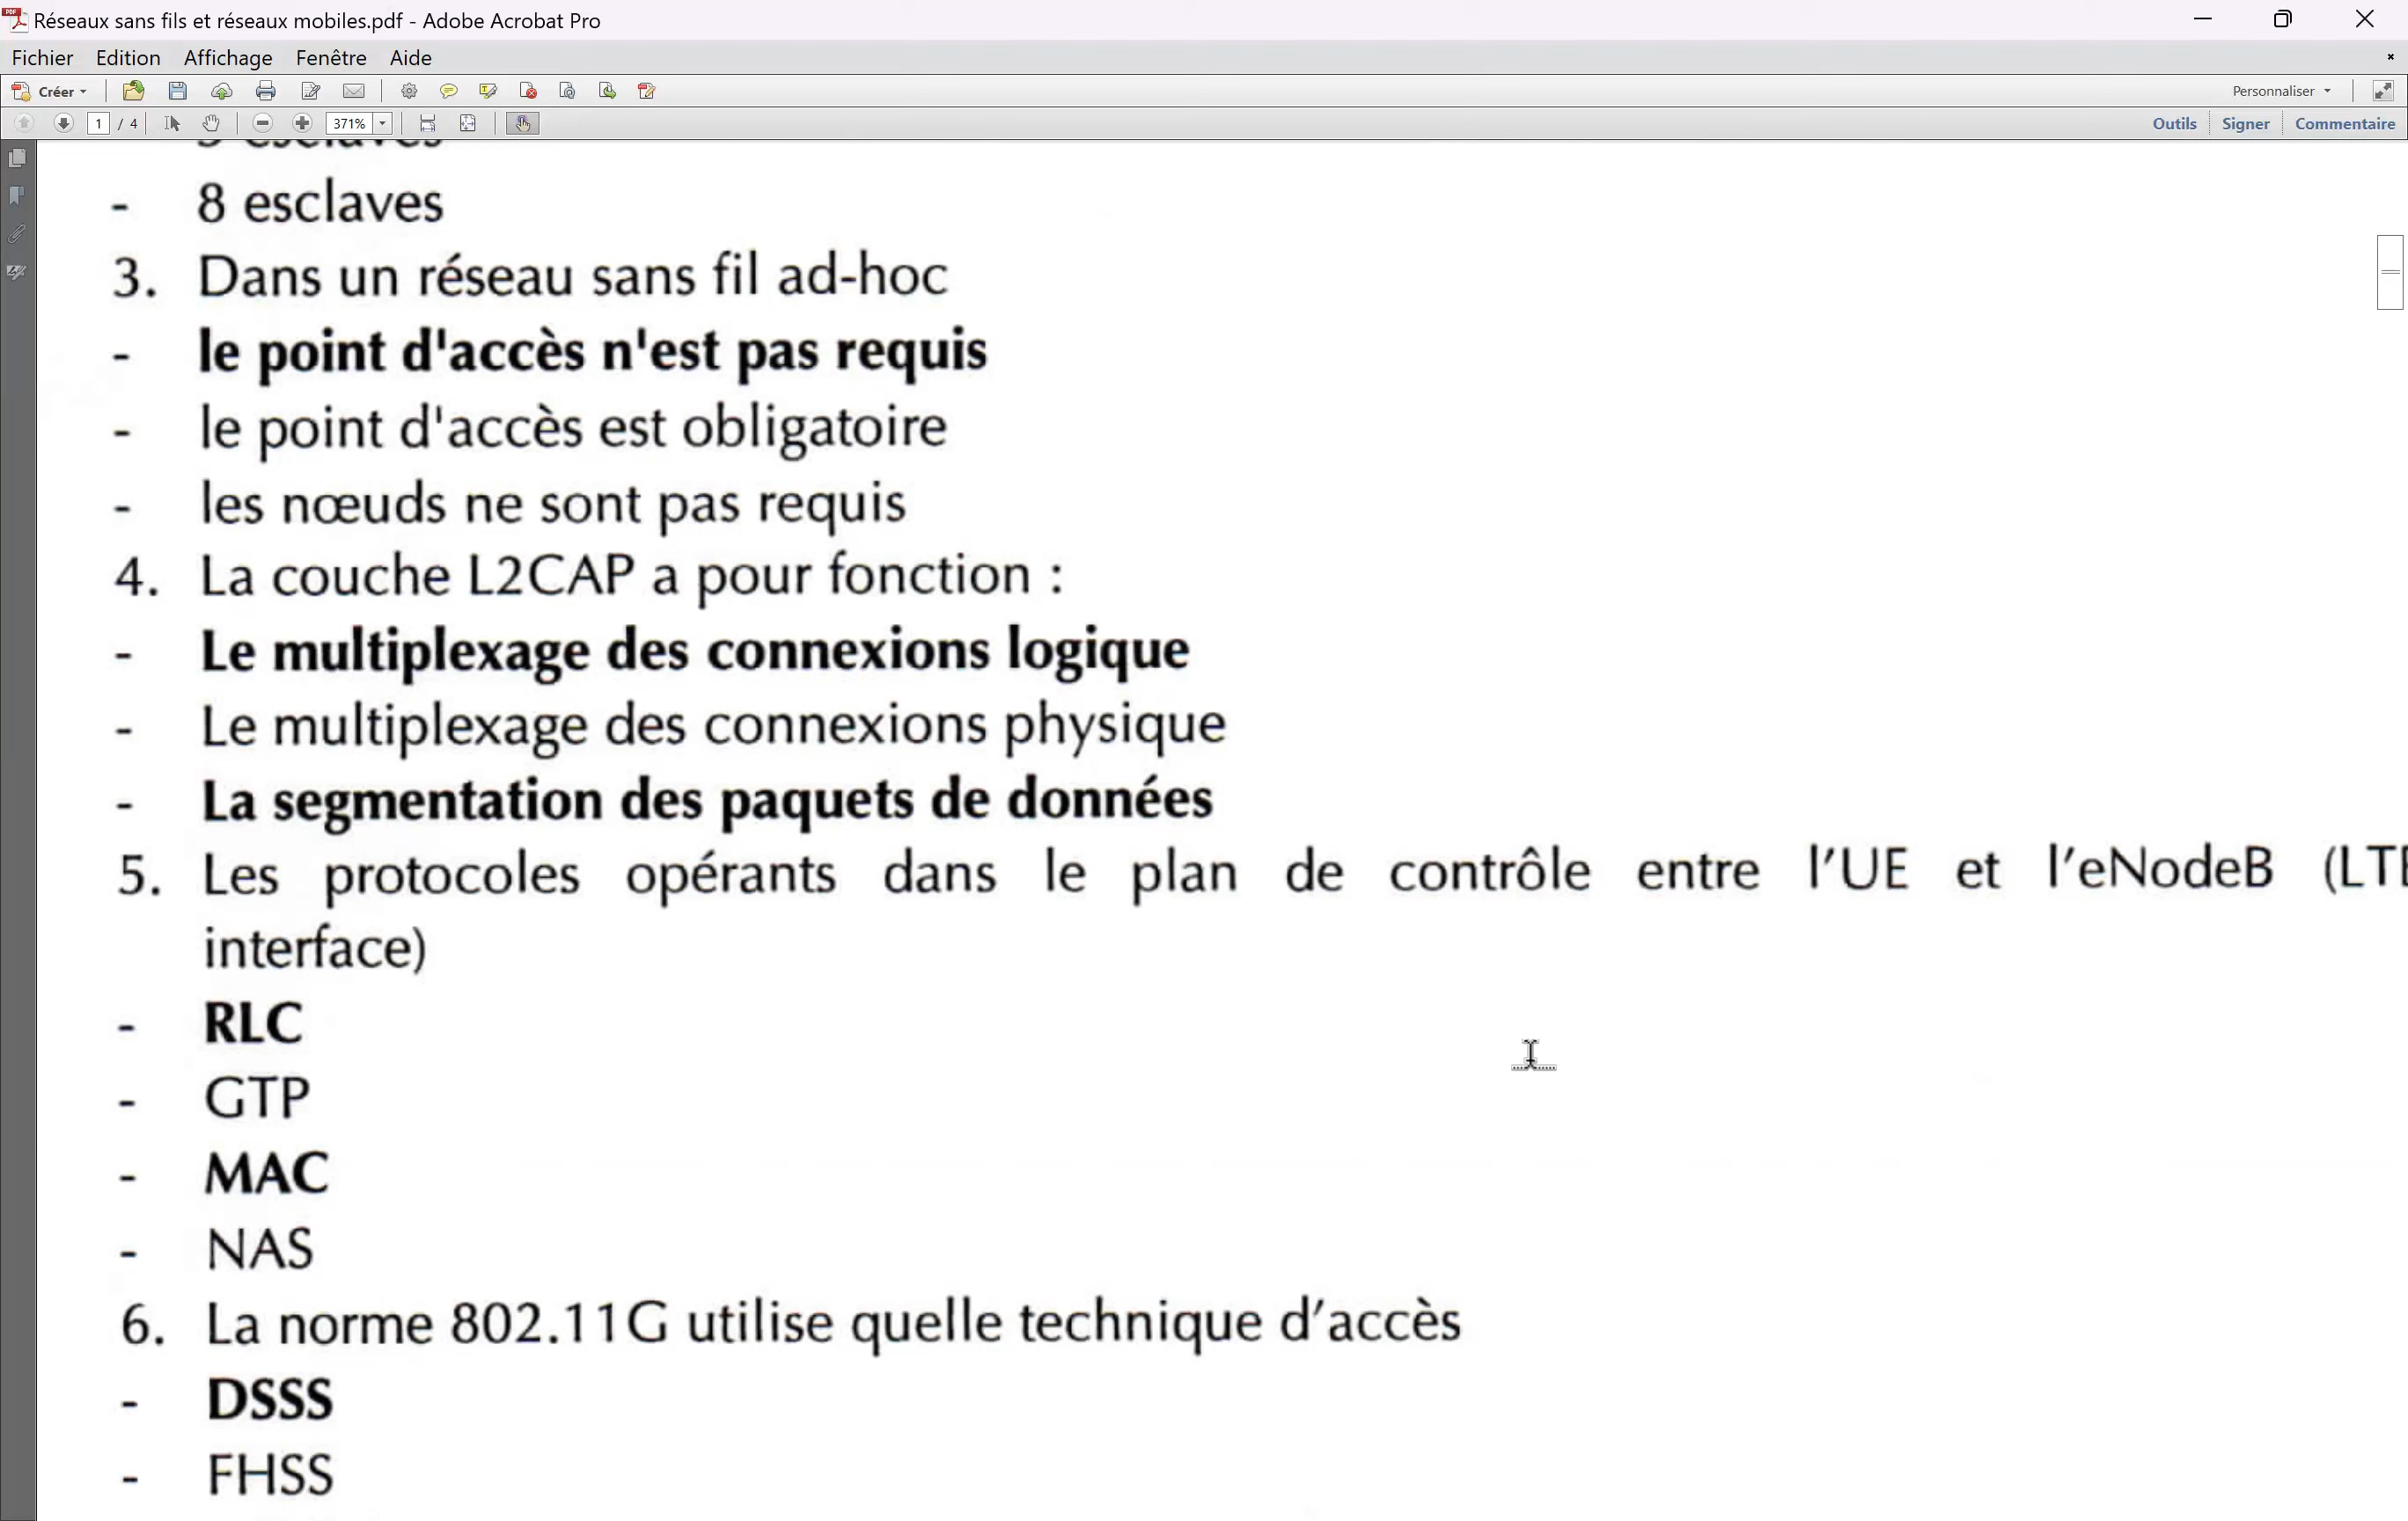 Réseaux sans fils et réseaux mobiles.pdf - Adobe Acrobat Pro
Fichier Edition Affichage Fenêtre Aide
Créer Personnaliser
1 / 4 371% Outils Signer Commentaire
- 8 esclaves
3. Dans un réseau sans fil ad-hoc
- le point d'accès n'est pas requis
- le point d'accès est obligatoire
- les nœuds ne sont pas requis
4. La couche L2CAP a pour fonction :
- Le multiplexage des connexions logique
- Le multiplexage des connexions physique
- La segmentation des paquets de données
5. Les protocoles opérants dans le plan de contrôle entre l'UE et l'eNodeB (LTE
interface)
- RLC
- GTP
- MAC
- NAS
6. La norme 802.11G utilise quelle technique d'accès
- DSSS
- FHSS